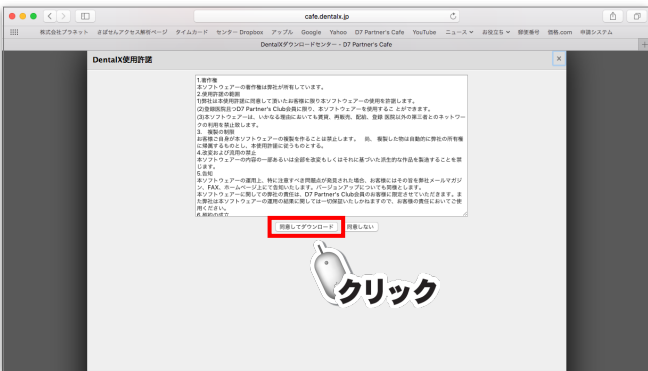 cafe.dentalx.jp
株式会社プラネット さばせんアクセス解析ページ タイムカード センター Dropbox アップル Google Yahoo D7 Partner's Cafe YouTube ニュース お役立ち 郵便番号 価格.com 申請システム
DentalXダウンロードセンター - D7 Partner's Cafe
DentalX使用許諾
1.著作権
本ソフトウェアーの著作権は弊社が所有しています。
2.使用許諾の範囲
1)弊社は本使用許諾に同意して頂いたお客様に限り本ソフトウェアーの使用を許諾します。
(2)登録医院且つD7 Partner's Club会員に限り、本ソフトウェアーを使用することができます。
(3)本ソフトウェアーは、いかなる理由においても賃貸、再販売、配給、登録 医院以外の第三者とのネットワー
クの利用を禁止致します。
3. 複製の制限
お客様ご自身が本ソフトウェアーの複製を作ることは禁止します。 尚、 複製した物は自動的に弊社の所有権
に帰属するものとし、本使用許諾に従うものとする。
4.改変および流用の禁止
本ソフトウェアーの内容の一部あるいは全部を改変もしくはそれに基づいた派生的な作品を製造することを禁
じます。
5.告知
本ソフトウェアーの運用上、特に注意すべき問題点が発見された場合、お客様にはその旨を弊社メールマガジ
ン、FAX、ホームページ上にて告知いたします。バージョンアップについても同様とします。
本ソフトウェアーに関しての弊社の責任は、D7 Partner's Club会員のお客様に限定させていただきます。ま
た弊社は本ソフトウェアーの運用の結果に関しては一切保証いたしかねますので、お客様の責任においてご使
用ください。
6.契約の成立
同意してダウンロード 同意しない
クリック